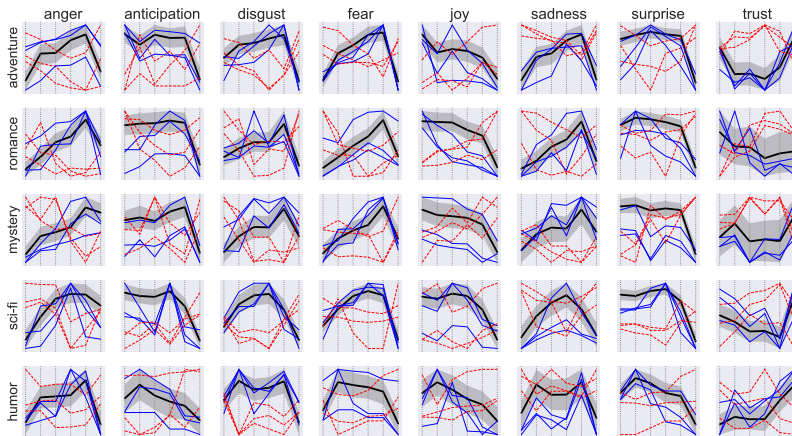 anger anticipation disgust fear joy sadness surprise trust
adventure
romance
mystery
sci-fi
humor